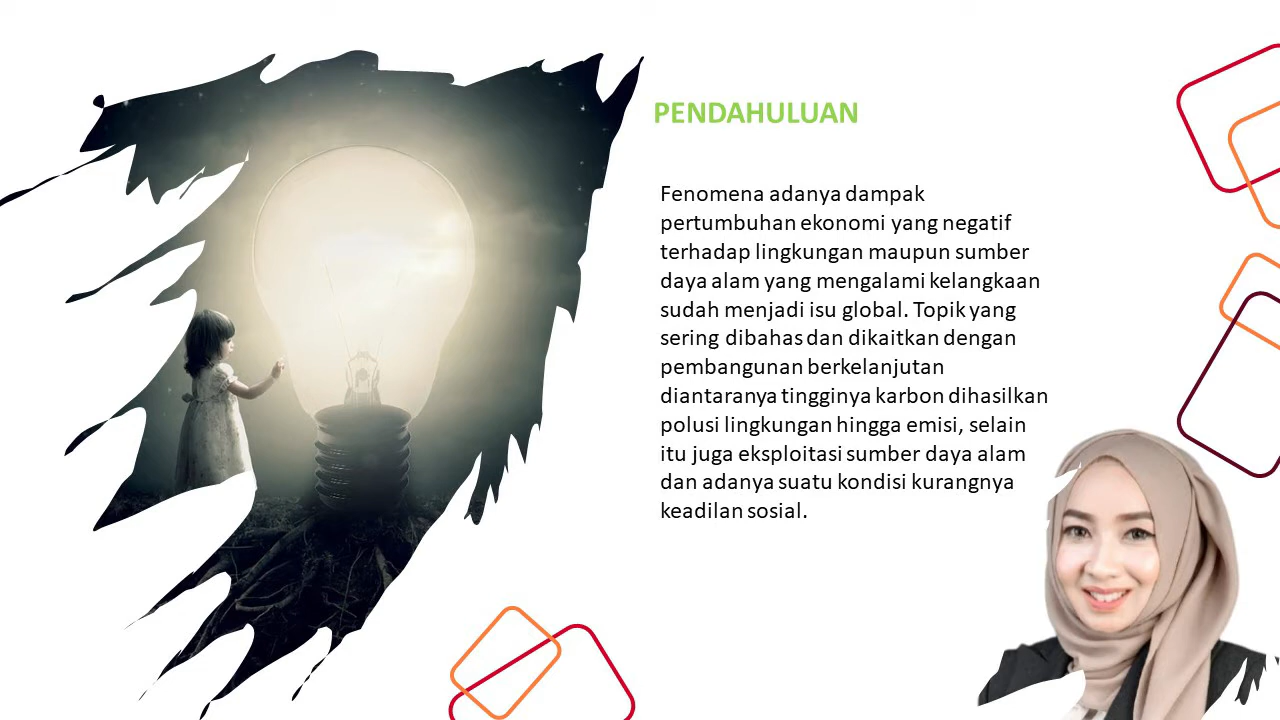 PENDAHULUAN
Fenomena adanya dampak
pertumbuhan ekonomi yang negatif
terhadap lingkungan maupun sumber
daya alam yang mengalami kelangkaan
sudah menjadi isu global. Topik yang
sering dibahas dan dikaitkan dengan
pembangunan berkelanjutan
diantaranya tingginya karbon dihasilkan
polusi lingkungan hingga emisi, selain
itu juga eksploitasi sumber daya alam
dan adanya suatu kondisi kurangnya
keadilan sosial.